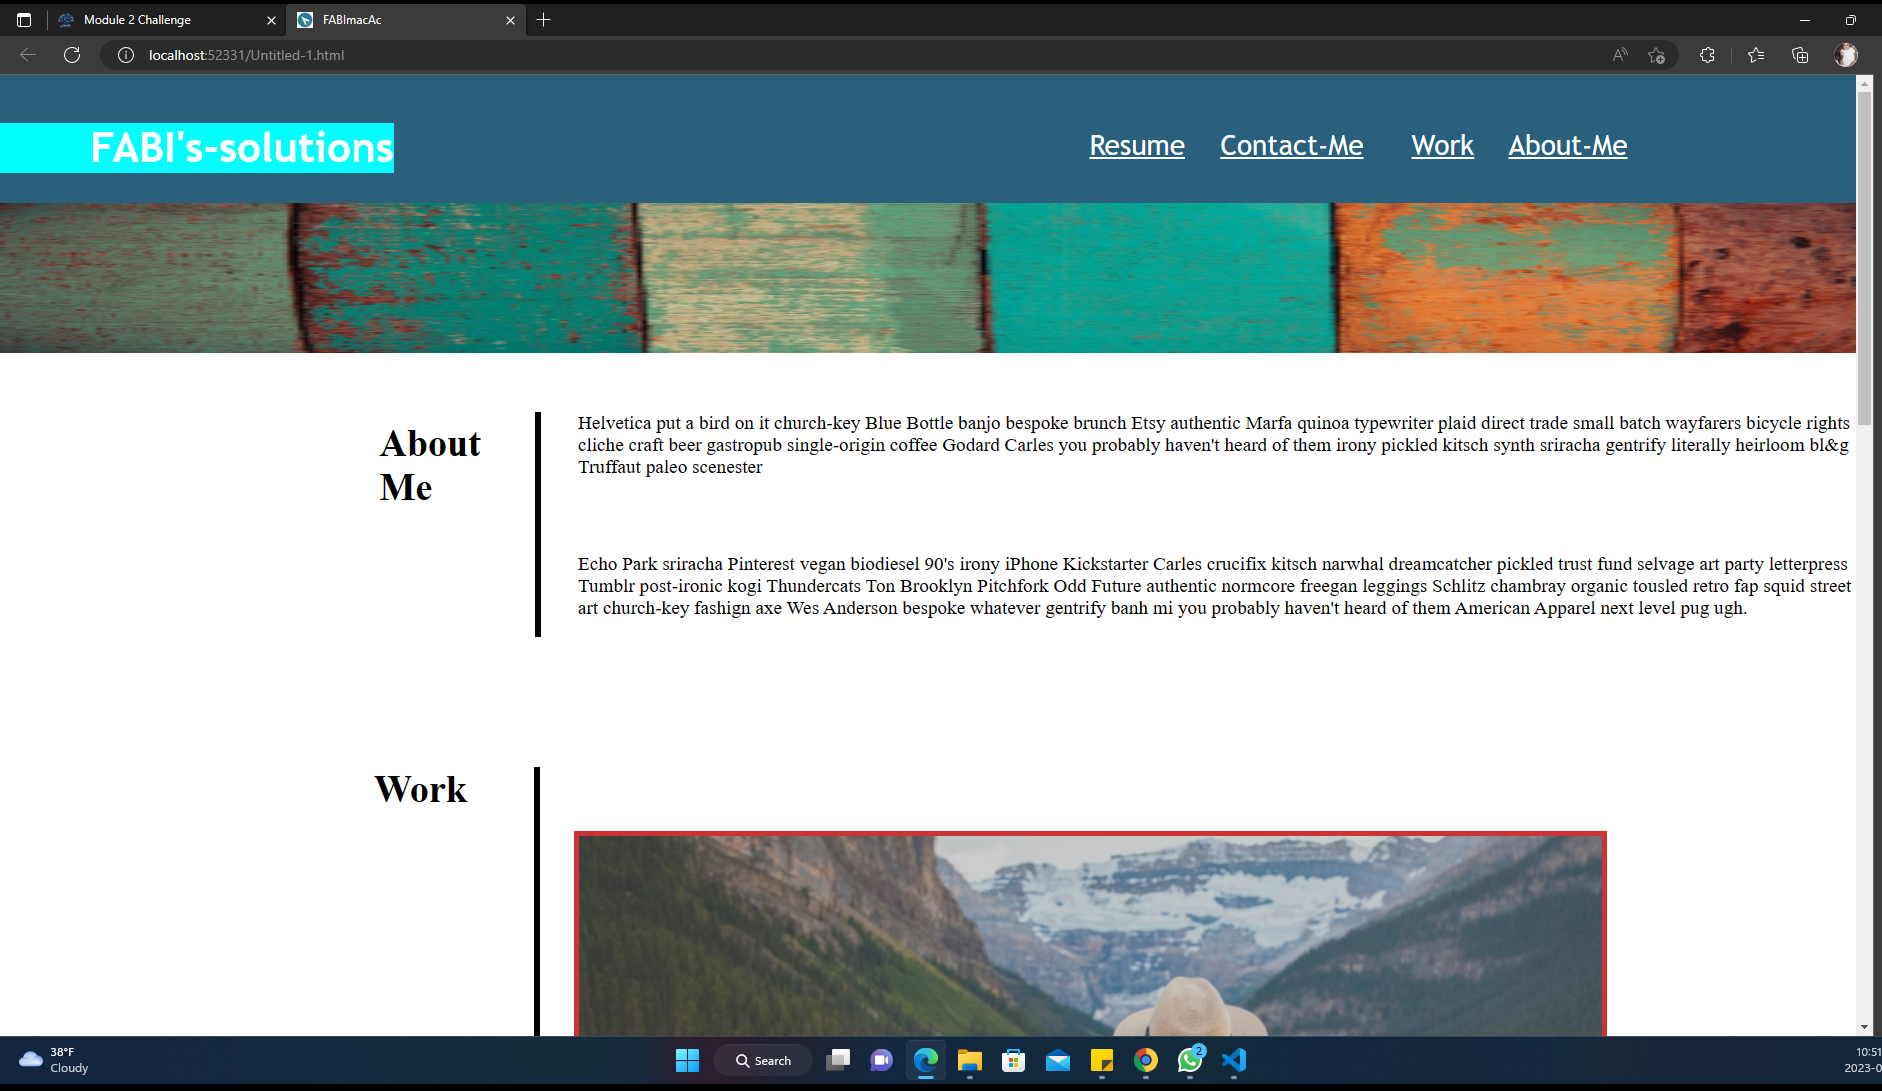 Module 2 Challenge
FABImacAc
localhost:52331/Untitled-1.html
FABI's-solutions
Resume Contact-Me Work About-Me
About
Me
Helvetica put a bird on it church-key Blue Bottle banjo bespoke brunch Etsy authentic Marfa quinoa typewriter plaid direct trade small batch wayfarers bicycle rights
cliche craft beer gastropub single-origin coffee Godard Carles you probably haven't heard of them irony pickled kitsch synth sriracha gentrify literally heirloom bl&g
Truffaut paleo scenester
Echo Park sriracha Pinterest vegan biodiesel 90's irony iPhone Kickstarter Carles crucifix kitsch narwhal dreamcatcher pickled trust fund selvage art party letterpress
Tumblr post-ironic kogi Thundercats Ton Brooklyn Pitchfork Odd Future authentic normcore freegan leggings Schlitz chambray organic tousled retro fap squid street
art church-key fashign axe Wes Anderson bespoke whatever gentrify banh mi you probably haven't heard of them American Apparel next level pug ugh.
Work
38°F
Cloudy
Search
2
10:51
2023-0